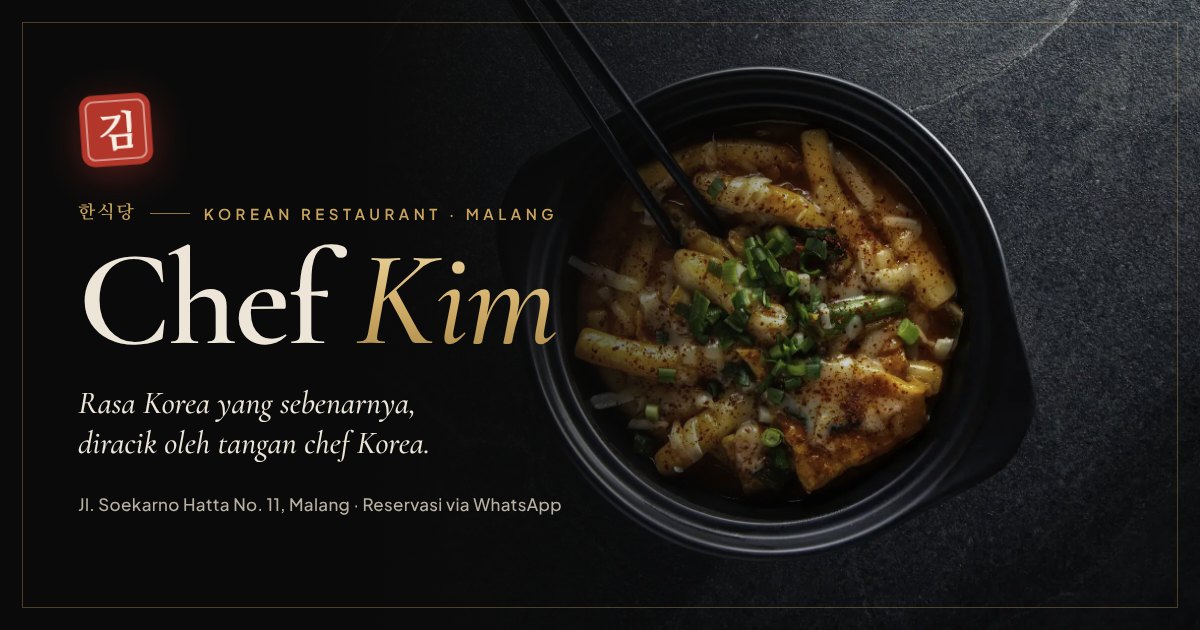 김
한식당 KOREAN RESTAURANT · MALANG
Chef Kim
Rasa Korea yang sebenarnya,
diracik oleh tangan chef Korea.
Jl. Soekarno Hatta No. 11, Malang · Reservasi via WhatsApp